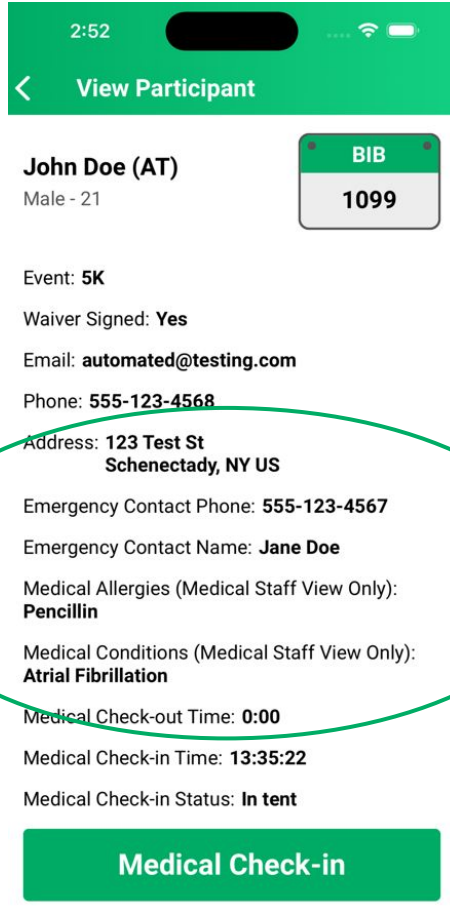 2:52
View Participant
John Doe (AT)
Male - 21
BIB
1099
Event: 5K
Waiver Signed: Yes
Email: automated@testing.com
Phone: 555-123-4568
Address: 123 Test St
Schenectady, NY US
Emergency Contact Phone: 555-123-4567
Emergency Contact Name: Jane Doe
Medical Allergies (Medical Staff View Only):
Pencillin
Medical Conditions (Medical Staff View Only):
Atrial Fibrillation
Medical Check-out Time: 0:00
Medical Check-in Time: 13:35:22
Medical Check-in Status: In tent
Medical Check-in